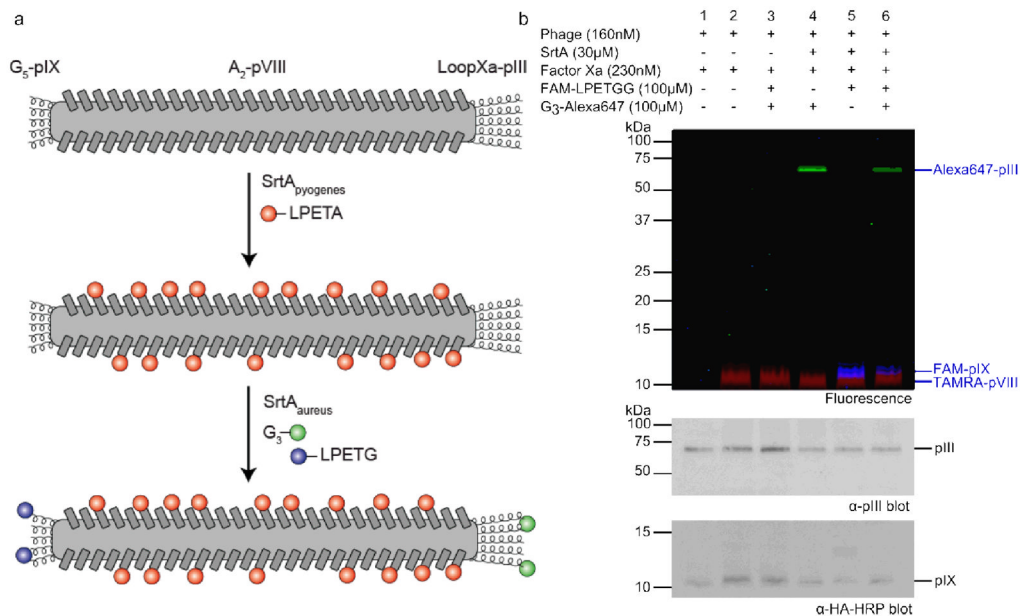 a
G5-pIX A2-pVIII LoopXa-pIII
SrtApyogenes
LPETA
SrtAaureus
G3
LPETG
b
1 2 3 4 5 6
Phage (160nM) + + + + + +
SrtA (30µM) - - - + + +
Factor Xa (230nM) + + + + + +
FAM-LPETGG (100µM) - - + - + +
G3-Alexa647 (100µM) - - + + - +
kDa
100
75
50
37
25
20
15
10
Alexa647-pIII
FAM-pIX
TAMRA-pVIII
Fluorescence
kDa
100
75
50
pIII
α-pIII blot
15
10
pIX
α-HA-HRP blot